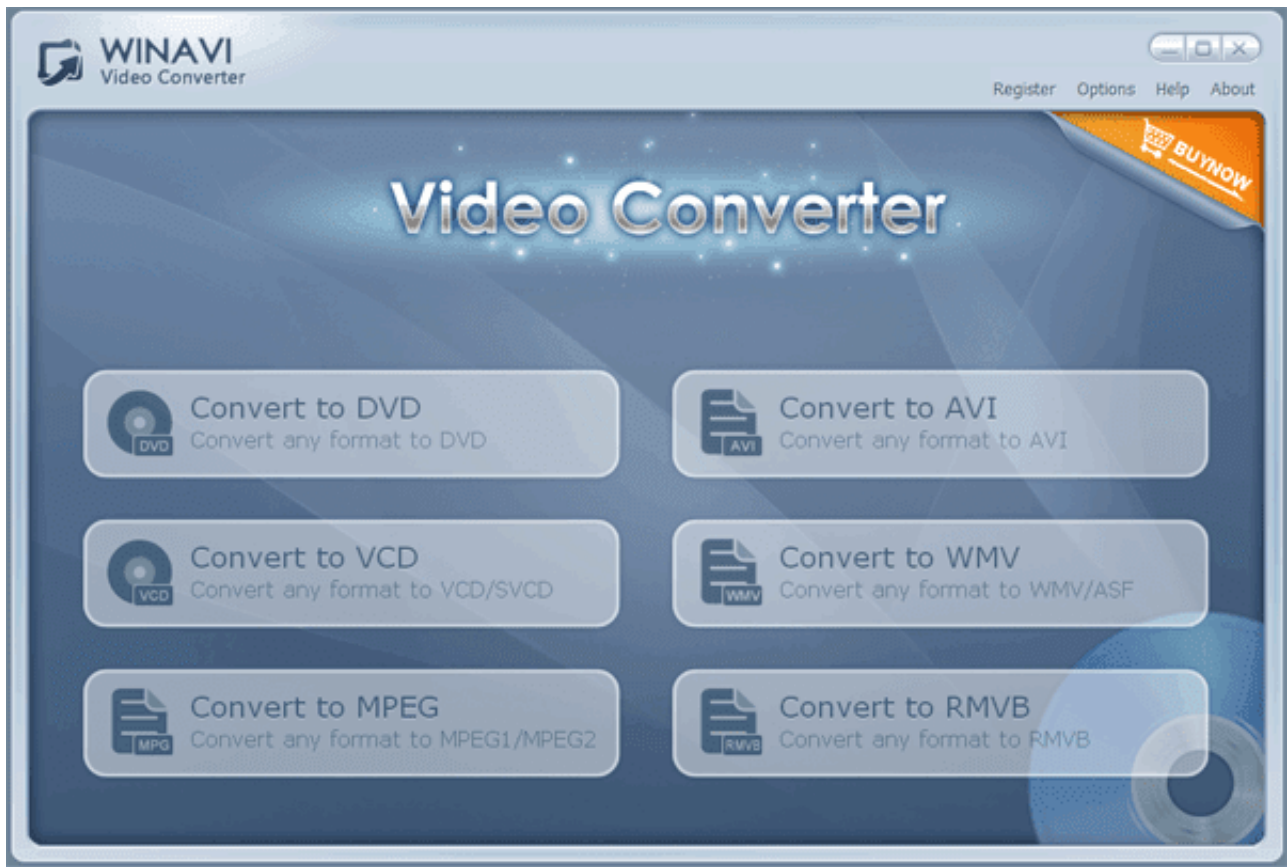 WINAVI
Video Converter
Register Options Help About
BUYNOW
Video Converter
Convert to DVD
Convert any format to DVD
DVD
Convert to AVI
Convert any format to AVI
AVI
Convert to VCD
Convert any format to VCD/SVCD
VCD
Convert to WMV
Convert any format to WMV/ASF
WMV
Convert to MPEG
Convert any format to MPEG1/MPEG2
MPG
Convert to RMVB
Convert any format to RMVB
RMVB